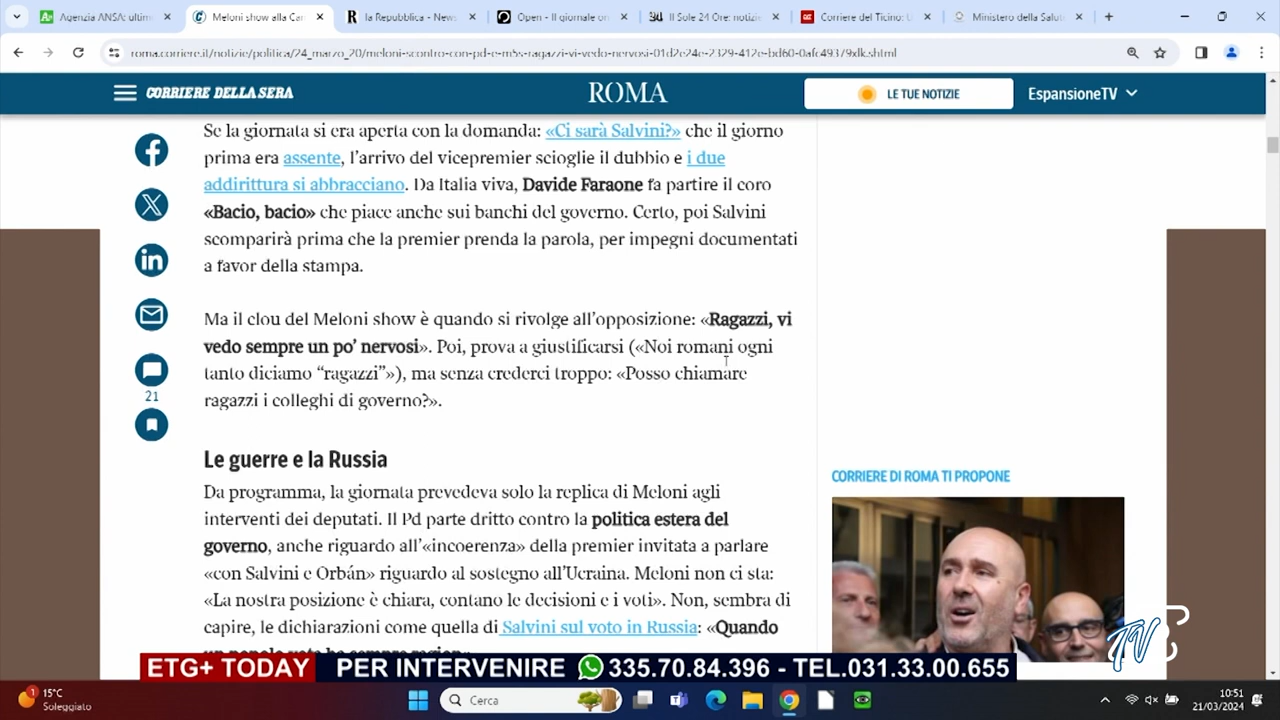 Agenzia ANSA: ultime
Meloni show alla Car
la Repubblica - News
Open - Il giornale on
Il Sole 24 Ore: notizie
Corriere del Ticino: U
Ministero della Salut
roma.corriere.it/notizie/politica/24_marzo_20/meloni-scontro-con-pd-e-m5s-ragazzi-vi-vedo-nervosi-01d2e24e-2329-412e-bd60-0afc49379xlk.shtml
CORRIERE DELLA SERA
ROMA
LE TUE NOTIZIE
EspansioneTV
Se la giornata si era aperta con la domanda: «Ci sarà Salvini?» che il giorno
prima era assente, l'arrivo del vicepremier scioglie il dubbio e i due
addirittura si abbracciano. Da Italia viva, Davide Faraone fa partire il coro
«Bacio, bacio» che piace anche sui banchi del governo. Certo, poi Salvini
scomparirà prima che la premier prenda la parola, per impegni documentati
a favor della stampa.
Ma il clou del Meloni show è quando si rivolge all'opposizione: «Ragazzi, vi
vedo sempre un po' nervosi». Poi, prova a giustificarsi («Noi romani ogni
tanto diciamo "ragazzi"»), ma senza crederci troppo: «Posso chiamare
ragazzi i colleghi di governo?».
21
Le guerre e la Russia
Da programma, la giornata prevedeva solo la replica di Meloni agli
interventi dei deputati. Il Pd parte dritto contro la politica estera del
governo, anche riguardo all'«incoerenza» della premier invitata a parlare
«con Salvini e Orbán» riguardo al sostegno all'Ucraina. Meloni non ci sta:
«La nostra posizione è chiara, contano le decisioni e i voti». Non, sembra di
capire, le dichiarazioni come quella di Salvini sul voto in Russia: «Quando
un popolo vota ha sempre ragion
CORRIERE DI ROMA TI PROPONE
TV
ETG+ TODAY PER INTERVENIRE 335.70.84.396 - TEL.031.33.00.655
1
15°C
Soleggiato
Cerca
10:51
21/03/2024